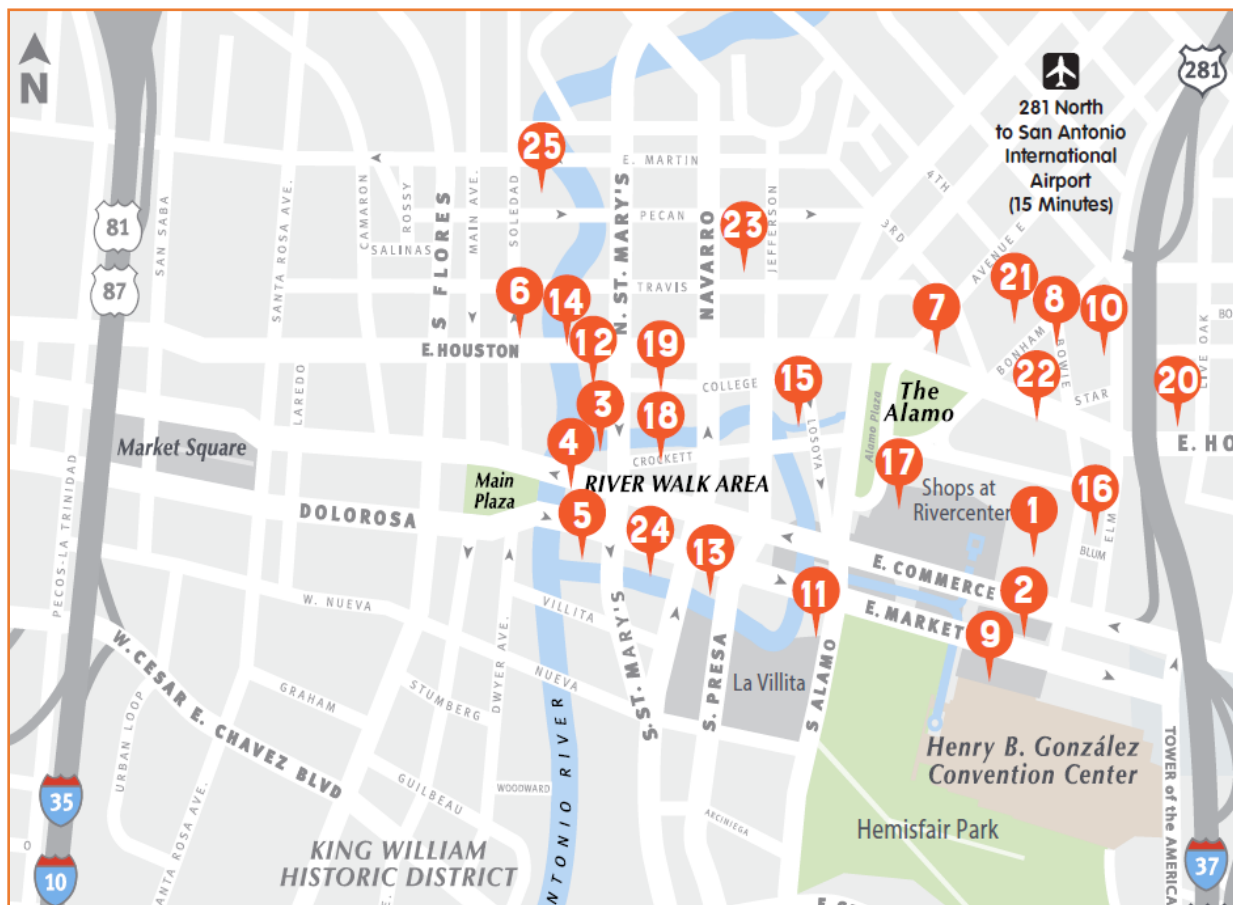 N
281
281 North
to San Antonio
International
Airport
(15 Minutes)
25
E. MARTIN
4TH
81
SAN SABA
SANTA ROSA AVE.
CAMARON
ROSSY
S FLORES
MAIN AVE.
SOLEDAD
N. ST. MARY'S
PECAN
NAVARRO
23
JEFFERSON
3RD
AVENUE E
SALINAS
87
6
14
TRAVIS
7
21
8
10
E. HOUSTON
12
19
BONHAM
BOWIE
LIVE OAK
BO
LAREDO
3
COLLEGE
15
The
Alamo
22
STAR
20
Market Square
4
18
LOSOYA
Alamo Plaza
E. HO
CROCKETT
17
PECOS-LA TRINIDAD
Main
Plaza
RIVER WALK AREA
Shops at
Rivercenter
1
16
ELM
DOLOROSA
5
24
13
BLUM
E. COMMERCE
W. NUEVA
VILLITA
11
2
E. MARKET
9
W. CESAR E. CHAVEZ BLVD
DWYER AVE.
S. ST. MARY'S
NUEVA
S. PRESA
La Villita
S ALAMO
GRAHAM
STUMBERG
URBAN LOOP
ANTONIO RIVER
Henry B. González
Convention Center
TOWER of the AMERICA
GUILBEAU
WOODWARD
35
SANTA ROSA AVE.
ARCINIEGA
Hemisfair Park
KING WILLIAM
HISTORIC DISTRICT
10
37